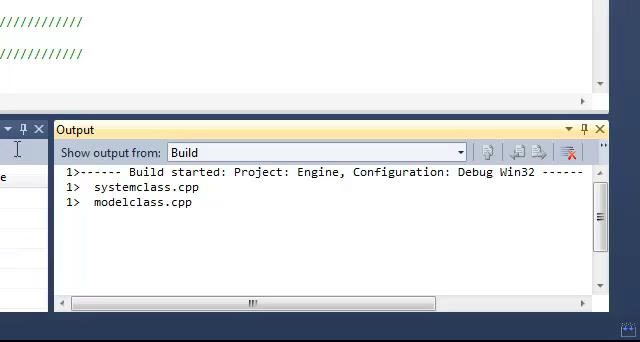 ////////////
////////////
Output
e
Show output from: Build
1>------ Build started: Project: Engine, Configuration: Debug Win32 ------
1>  systemclass.cpp
1>  modelclass.cpp